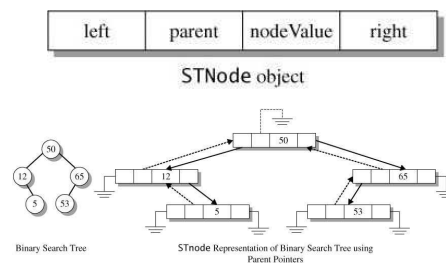 left parent nodeValue right
STNode object
50
50
12 65
12 65
5 53
5 53
Binary Search Tree
STnode Representation of Binary Search Tree using
Parent Pointers